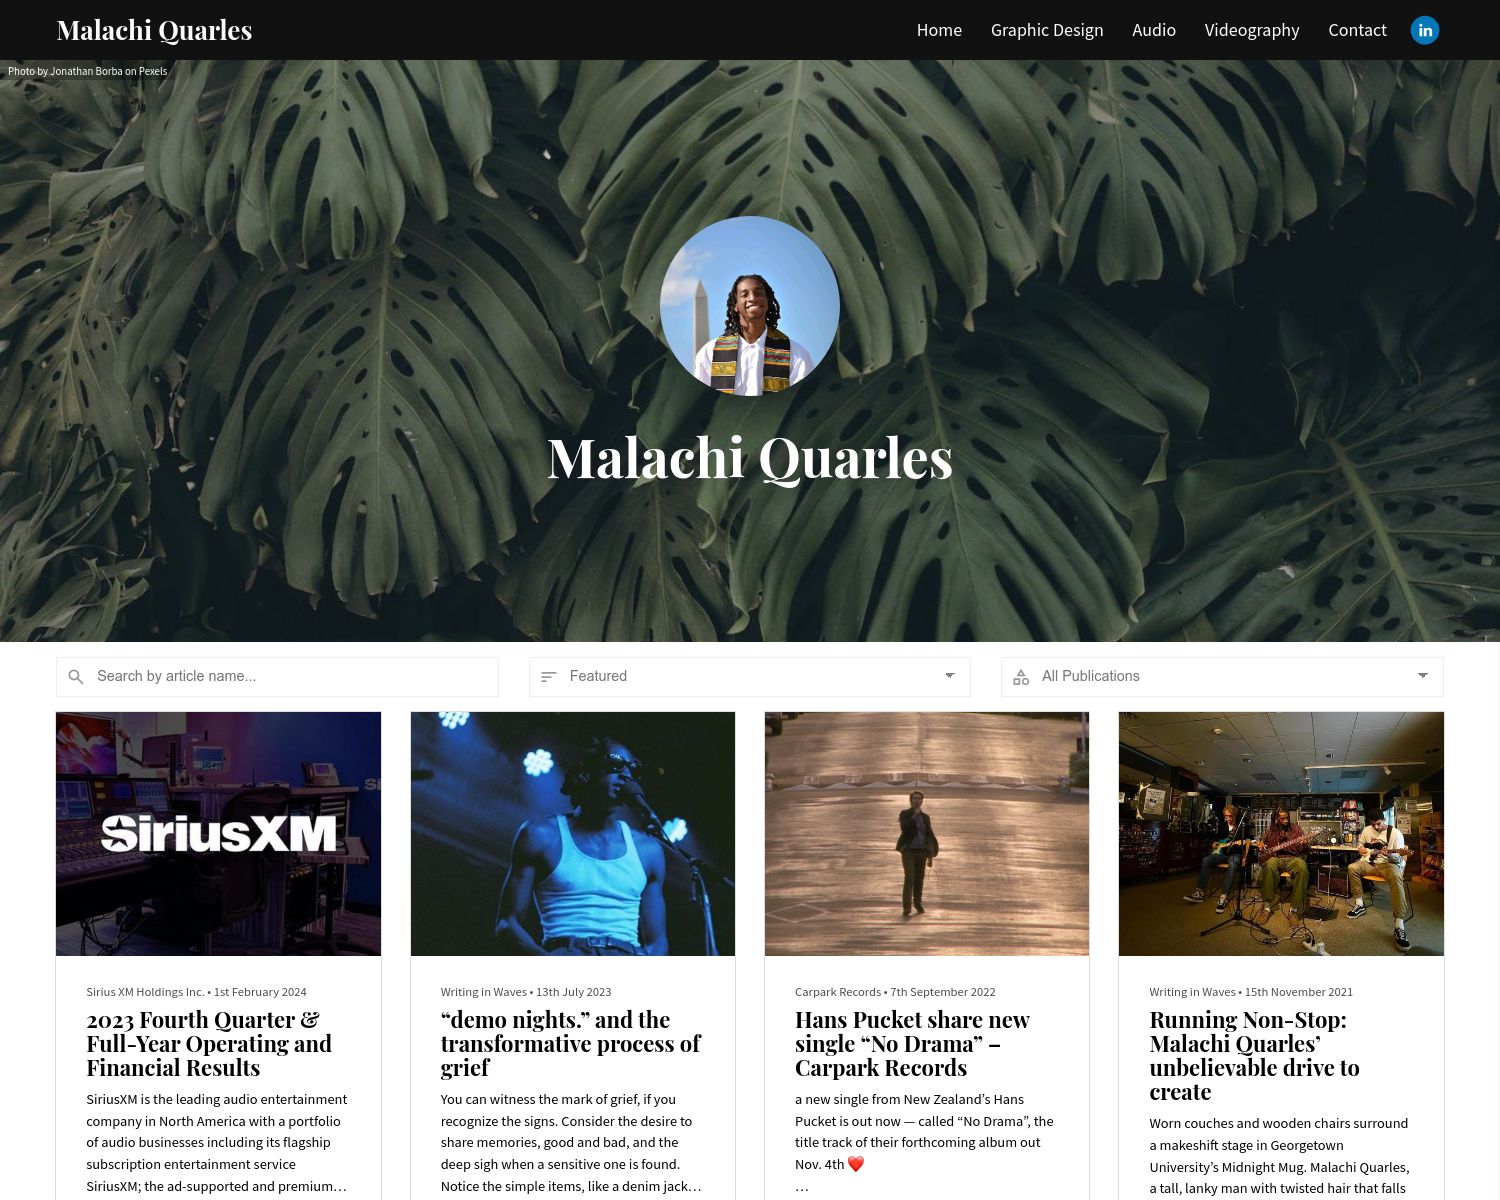 Malachi Quarles
Home Graphic Design Audio Videography Contact in
Photo by Jonathan Borba on Pexels
Malachi Quarles
Search by article name...
Featured
All Publications
SiriusXM
Sirius XM Holdings Inc. • 1st February 2024
2023 Fourth Quarter &
Full-Year Operating and
Financial Results
SiriusXM is the leading audio entertainment
company in North America with a portfolio
of audio businesses including its flagship
subscription entertainment service
SiriusXM; the ad-supported and premium…
Writing in Waves • 13th July 2023
“demo nights.” and the
transformative process of
grief
You can witness the mark of grief, if you
recognize the signs. Consider the desire to
share memories, good and bad, and the
deep sigh when a sensitive one is found.
Notice the simple items, like a denim jack…
Carpark Records • 7th September 2022
Hans Pucket share new
single “No Drama” –
Carpark Records
a new single from New Zealand’s Hans
Pucket is out now — called “No Drama”, the
title track of their forthcoming album out
Nov. 4th ❤️
…
Writing in Waves • 15th November 2021
Running Non-Stop:
Malachi Quarles’
unbelievable drive to
create
Worn couches and wooden chairs surround
a makeshift stage in Georgetown
University’s Midnight Mug. Malachi Quarles,
a tall, lanky man with twisted hair that falls